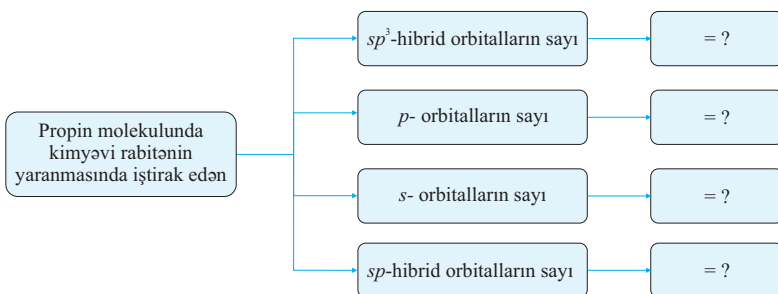 Propin molekulunda
kimyəvi rabitənin
yaranmasında iştirak edən
sp³-hibrid orbitalların sayı
= ?
p- orbitalların sayı
= ?
s- orbitalların sayı
= ?
sp-hibrid orbitalların sayı
= ?